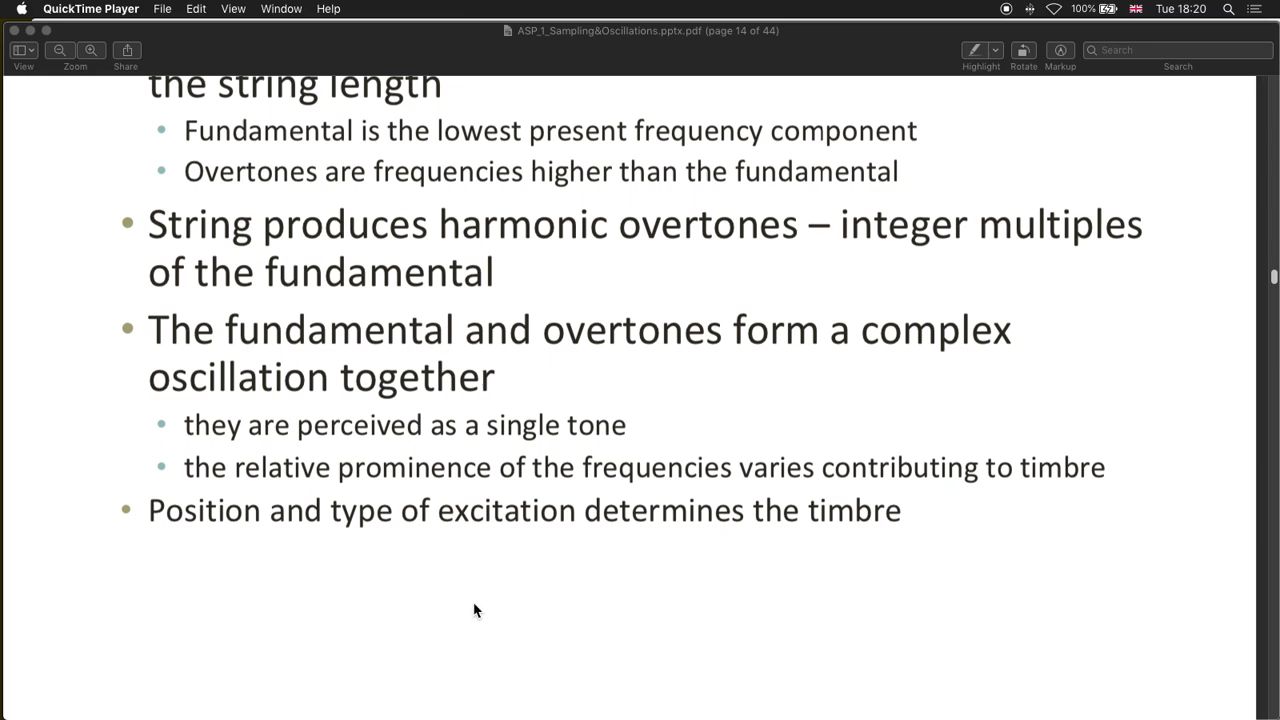 QuickTime Player File Edit View Window Help 100% Tue 18:20
ASP_1_Sampling&Oscillations.pptx.pdf (page 14 of 44)
Search
View Zoom Share Highlight Rotate Markup Search
the string length
• Fundamental is the lowest present frequency component
• Overtones are frequencies higher than the fundamental
• String produces harmonic overtones – integer multiples
of the fundamental
• The fundamental and overtones form a complex
oscillation together
• they are perceived as a single tone
• the relative prominence of the frequencies varies contributing to timbre
• Position and type of excitation determines the timbre